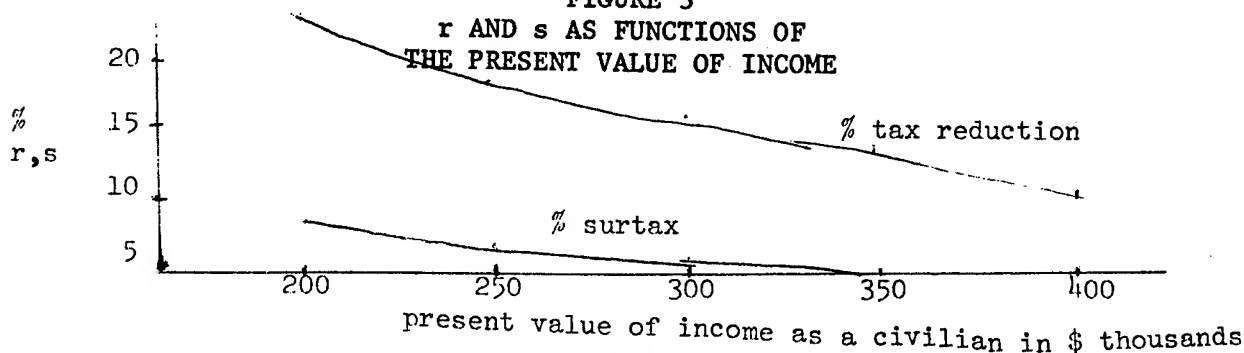 FIGURE 3
r AND s AS FUNCTIONS OF
THE PRESENT VALUE OF INCOME
20
%
15
r,s
% tax reduction
10
% surtax
5
200 250 300 350 400
present value of income as a civilian in $ thousands